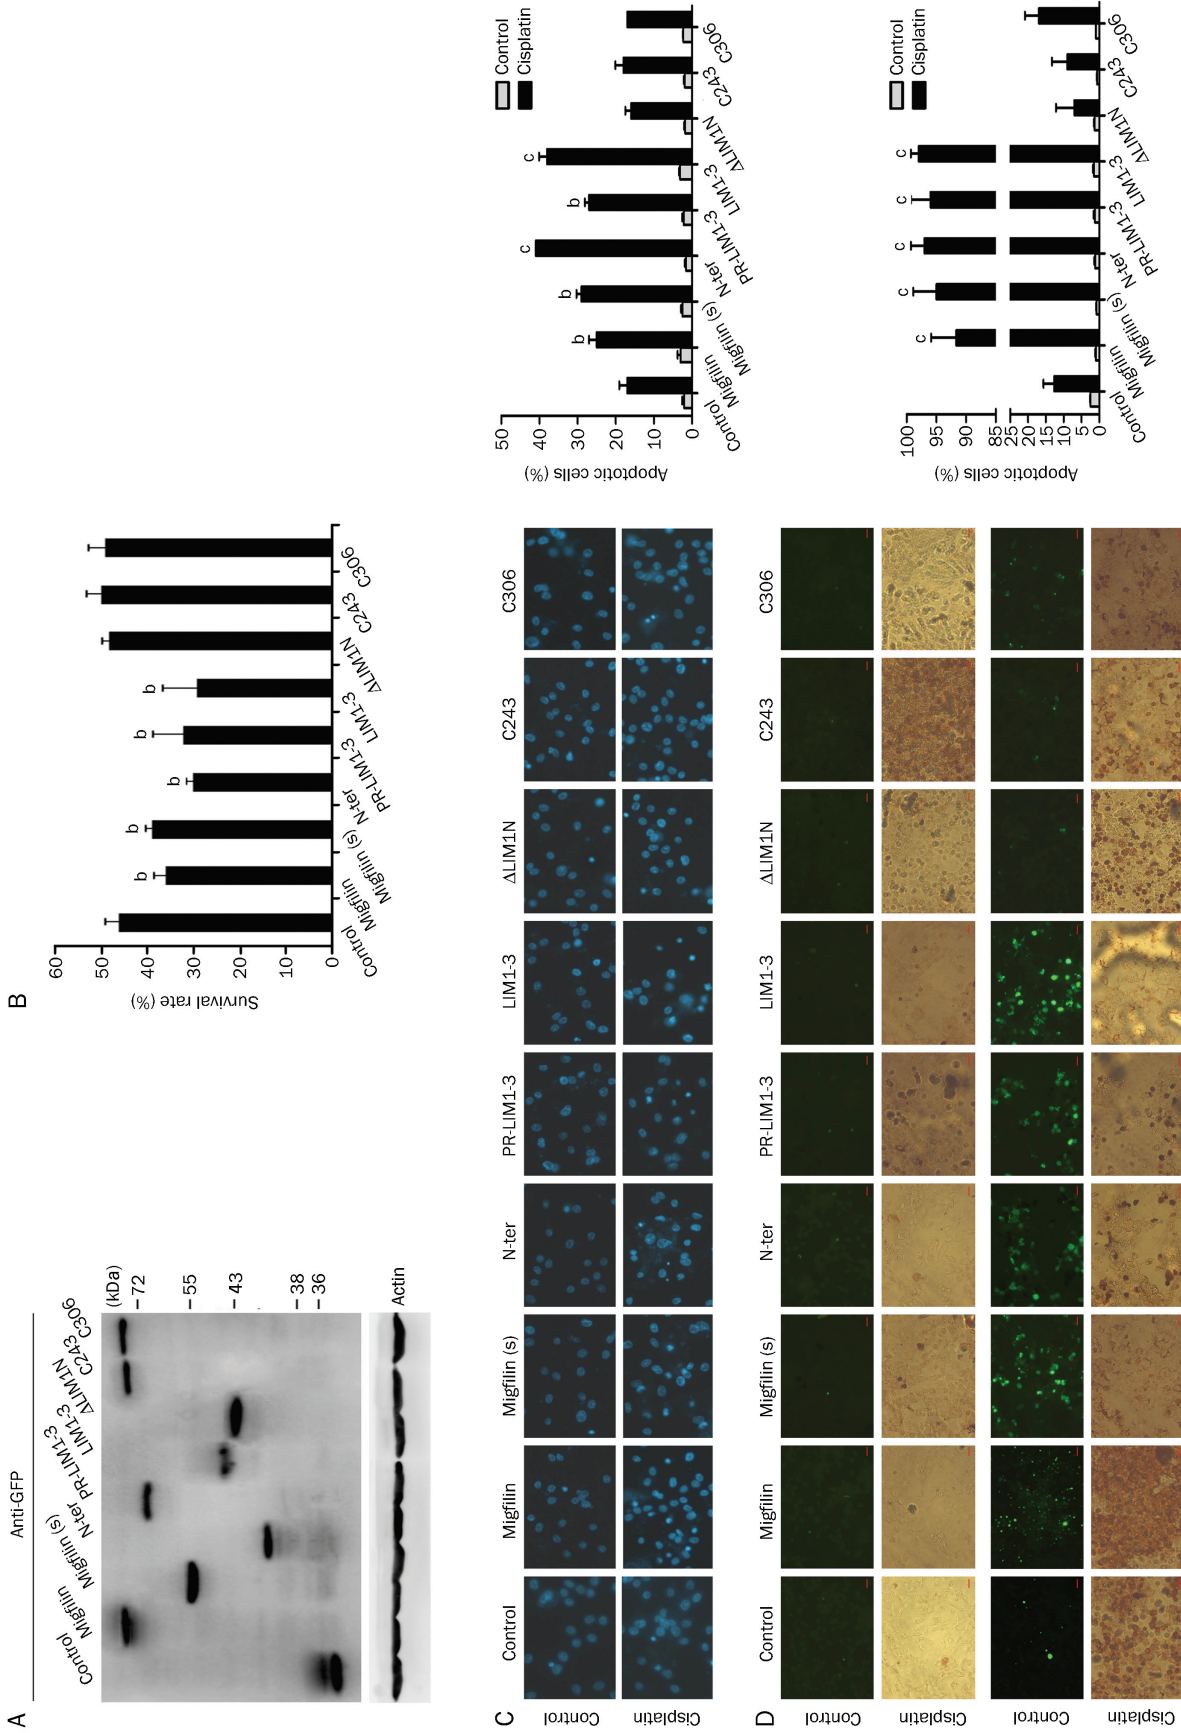 A
Anti-GFP
Control
Migfilin
Migfilin (s)
N-ter
PR-LIM1-3
LIM1-3
ΔLIM1N
C243
C306
(kDa)
72
55
43
38
36
Actin
B
Survival rate (%)
60
50
40
30
20
10
0
b
b
b
b
b
Control
Migfilin
Migfilin (s)
N-ter
PR-LIM1-3
LIM1-3
ΔLIM1N
C243
C306
C
Control
Migfilin
Migfilin (s)
N-ter
PR-LIM1-3
LIM1-3
ΔLIM1N
C243
C306
Control
Cisplatin
Apoptotic cells (%)
50
40
30
20
10
0
b
b
c
b
c
Control
Cisplatin
Control
Migfilin
Migfilin (s)
N-ter
PR-LIM1-3
LIM1-3
ΔLIM1N
C243
C306
D
Control
Migfilin
Migfilin (s)
N-ter
PR-LIM1-3
LIM1-3
ΔLIM1N
C243
C306
Control
Cisplatin
Control
Cisplatin
Apoptotic cells (%)
100
95
90
85
25
20
15
10
5
0
c
c
c
c
c
Control
Cisplatin
Control
Migfilin
Migfilin (s)
N-ter
PR-LIM1-3
LIM1-3
ΔLIM1N
C243
C306